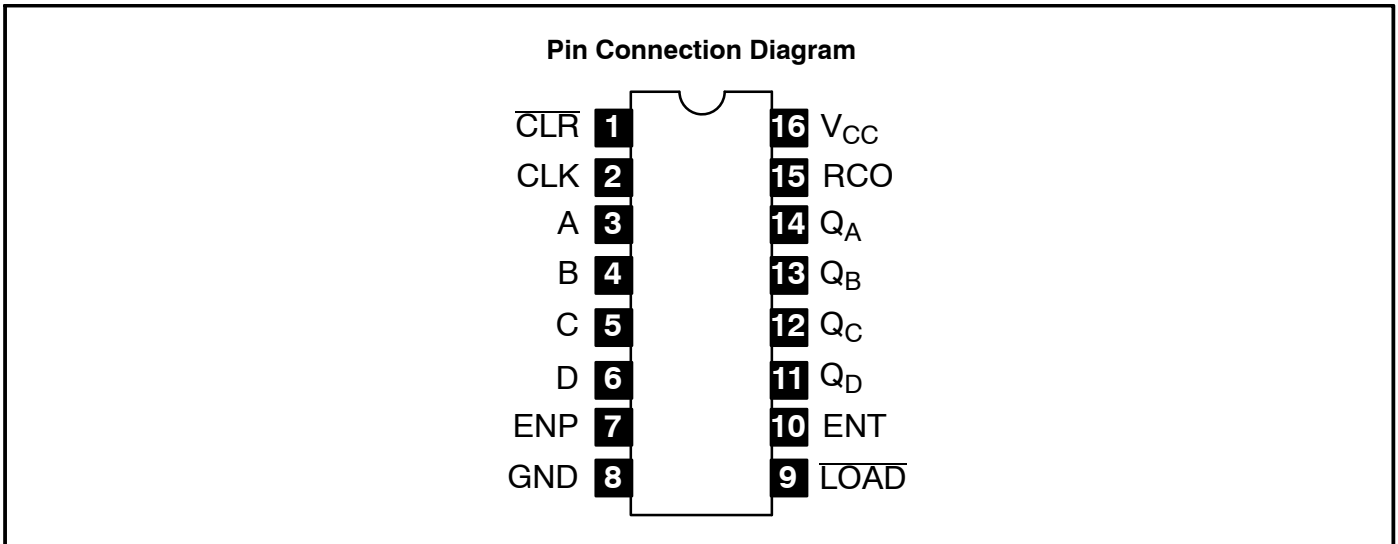 Pin Connection Diagram
CLR 1 16 VCC
CLK 2 15 RCO
A 3 14 QA
B 4 13 QB
C 5 12 QC
D 6 11 QD
ENP 7 10 ENT
GND 8 9 LOAD